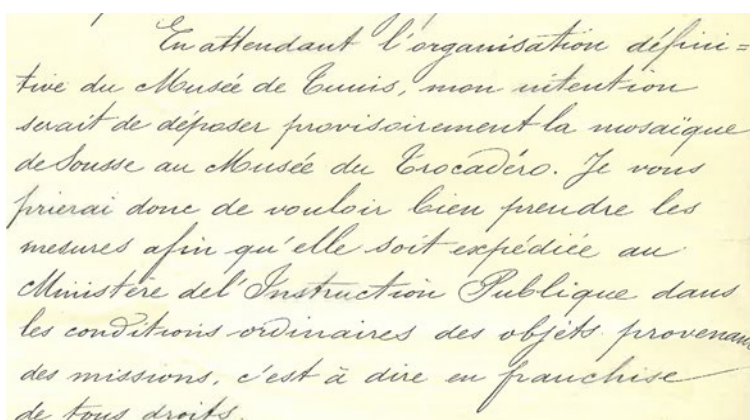 En attendant l'organisation défini=
tive du Musée de Tunis, mon intention
serait de déposer provisoirement la mosaïque
de Sousse au Musée du Trocadéro. Je vous
prierai donc de vouloir bien prendre les
mesures afin qu'elle soit expédiée au
Ministère de l'Instruction Publique dans
les conditions ordinaires des objets provenant
des missions, c'est à dire en franchise
de tous droits.